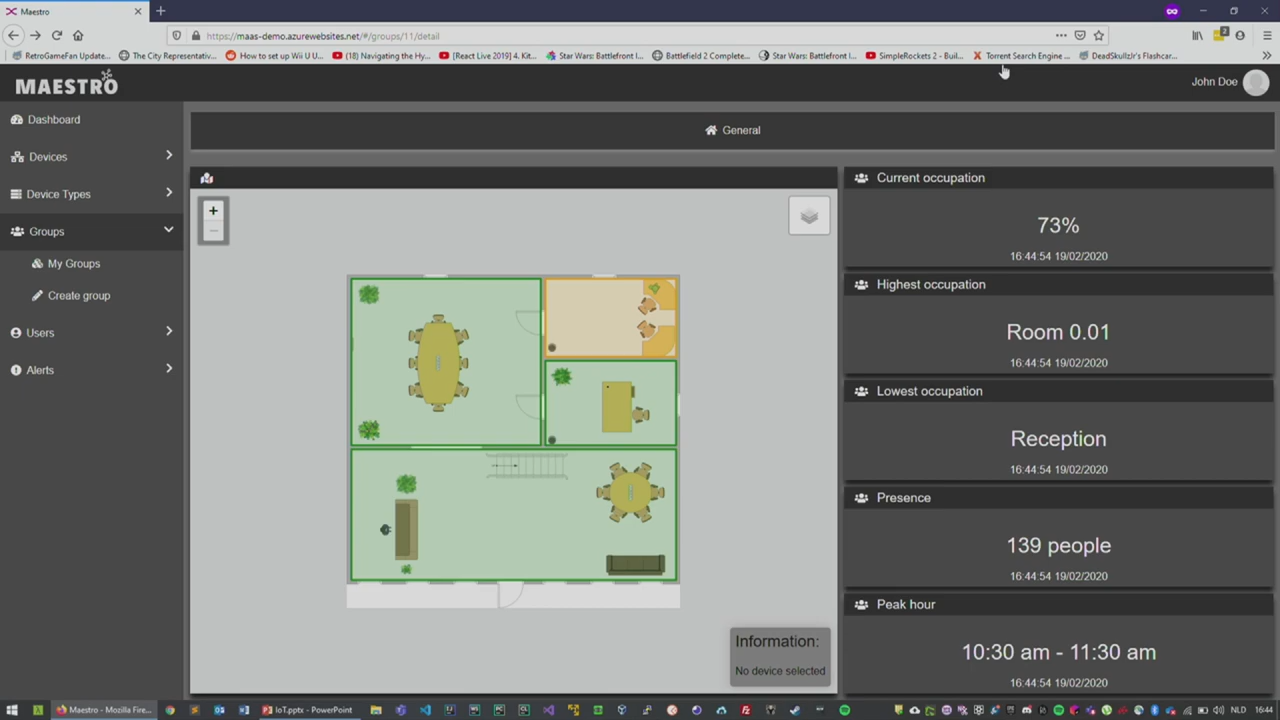 Maestro
https://maas-demo.azurewebsites.net/#/groups/11/detail
RetroGameFan Update...
The City Representativ...
How to set up Wii U U...
(18) Navigating the Hy...
[React Live 2019] 4. Kit...
Star Wars: Battlefront I...
Battlefield 2 Complete...
Star Wars: Battlefront I...
SimpleRockets 2 - Buil...
Torrent Search Engine ...
DeadSkullzJr's Flashcar...
MAESTRO
John Doe
Dashboard
Devices
Device Types
Groups
My Groups
Create group
Users
Alerts
General
+
−
Information:
No device selected
Current occupation
73%
16:44:54 19/02/2020
Highest occupation
Room 0.01
16:44:54 19/02/2020
Lowest occupation
Reception
16:44:54 19/02/2020
Presence
139 people
16:44:54 19/02/2020
Peak hour
10:30 am - 11:30 am
16:44:54 19/02/2020
Maestro - Mozilla Fire...
IoT.pptx - PowerPoint
NLD
16:44